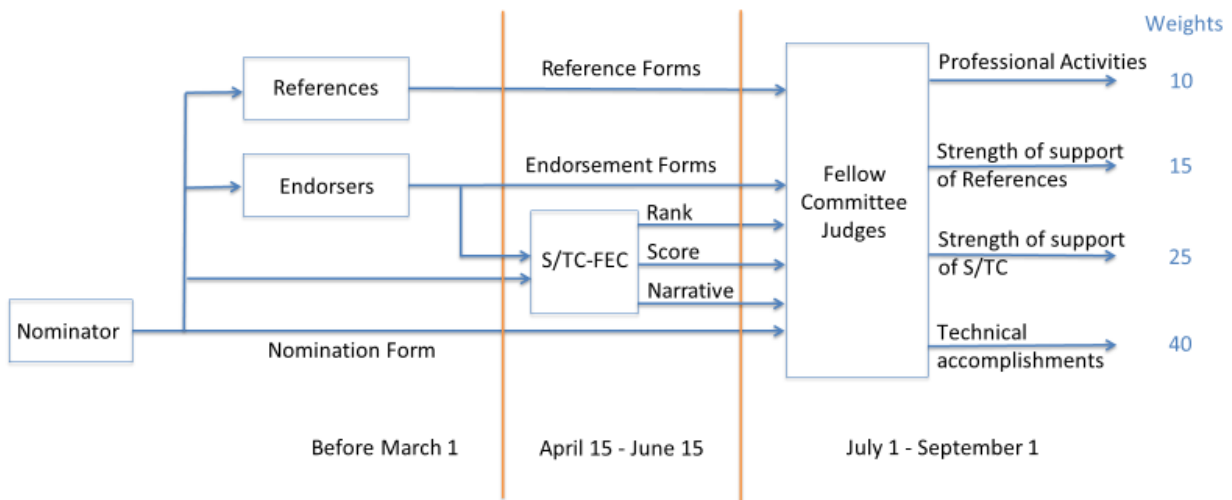 Weights
Professional Activities
10
Reference Forms
References
Strength of support
of References
15
Endorsement Forms
Endorsers
Fellow
Committee
Judges
Rank
S/TC-FEC
Score
Narrative
Strength of support
of S/TC
25
Nominator
Nomination Form
Technical
accomplishments
40
Before March 1
April 15 - June 15
July 1 - September 1